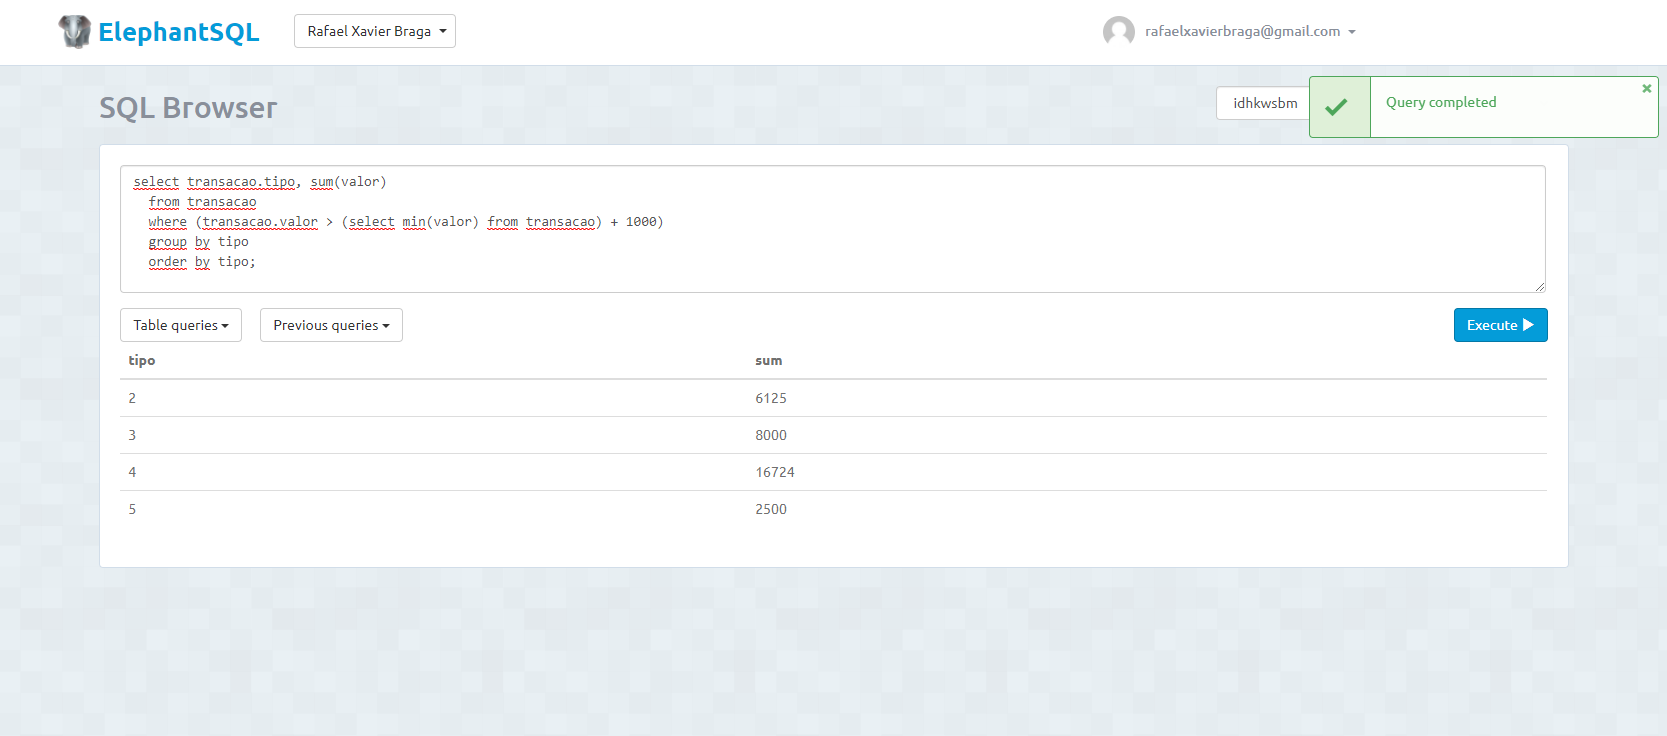 ElephantSQL Rafael Xavier Braga rafaelxavierbraga@gmail.com
SQL Browser idhkwsbm Query completed
select transacao.tipo, sum(valor)
from transacao
where (transacao.valor > (select min(valor) from transacao) + 1000)
group by tipo
order by tipo;
Table queries Previous queries Execute
tipo sum
2 6125
3 8000
4 16724
5 2500